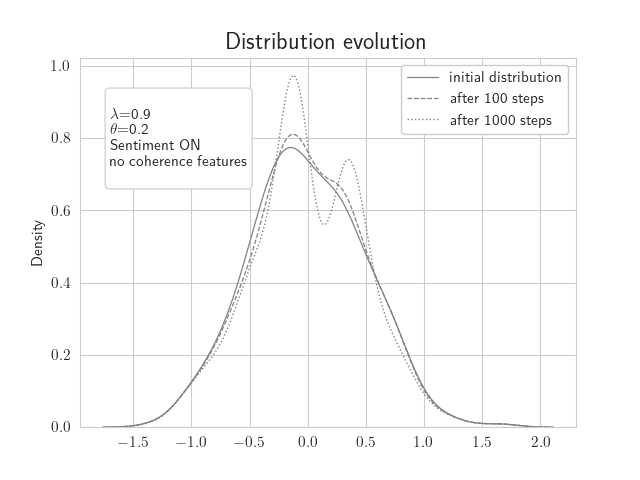 Distribution evolution
1.0
0.8
0.6
0.4
0.2
0.0
Density
λ=0.9
θ=0.2
Sentiment ON
no coherence features
initial distribution
after 100 steps
after 1000 steps
−1.5 −1.0 −0.5 0.0 0.5 1.0 1.5 2.0